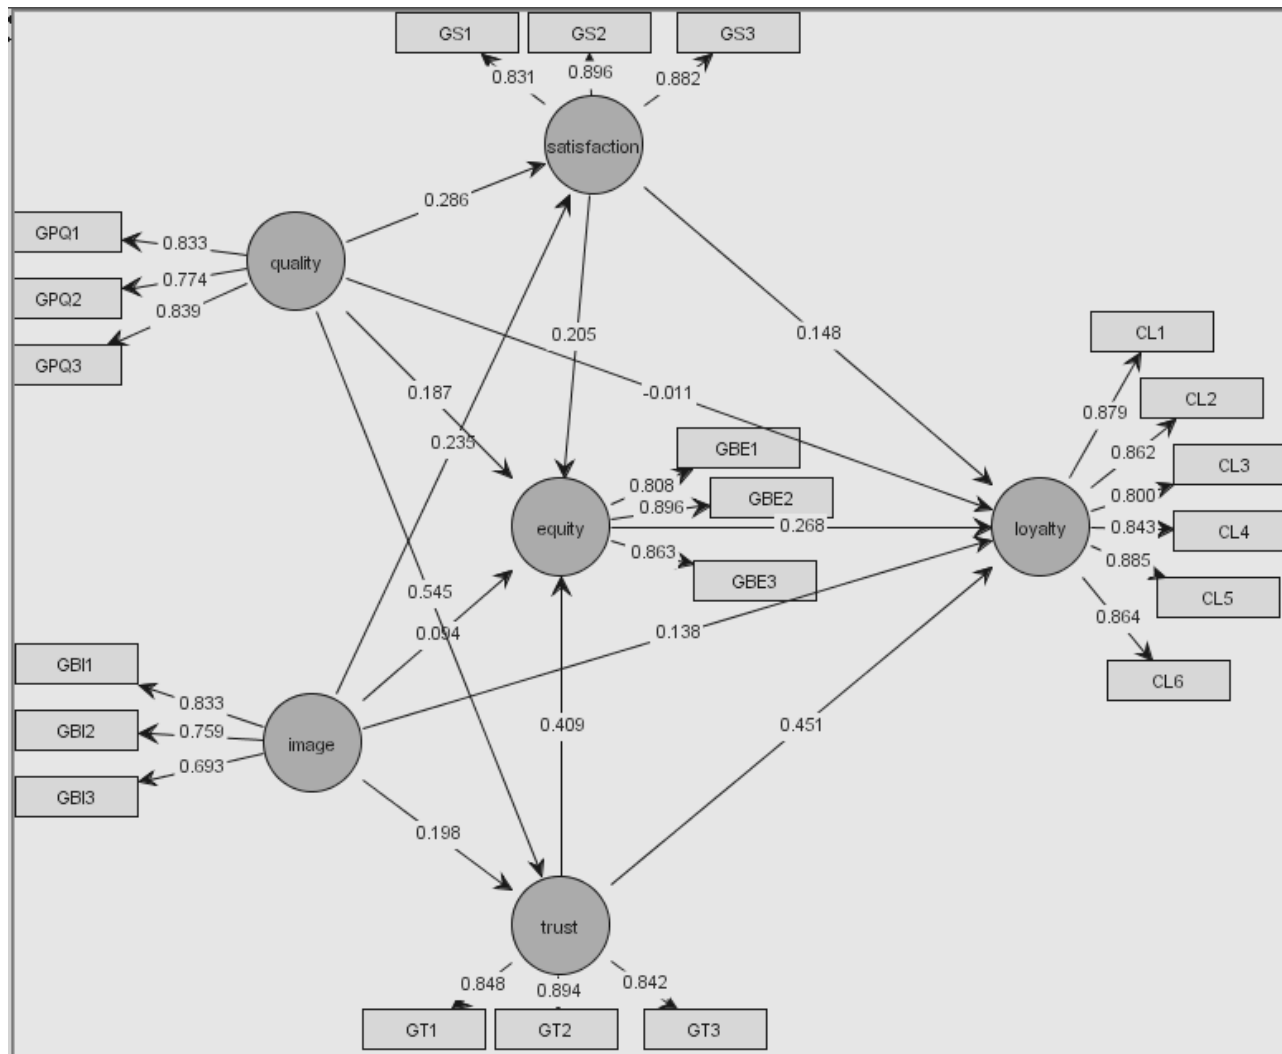 GS1 GS2 GS3
0.831 0.896 0.882
satisfaction
0.286
GPQ1
0.833
quality
GPQ2
0.774
GPQ3
0.839
0.205
0.148
0.187
-0.011
0.235
CL1
0.879
CL2
0.862
CL3
0.800
CL4
0.843
CL5
0.885
CL6
0.864
loyalty
GBE1
0.808
GBE2
0.896
0.268
GBE3
0.863
equity
0.545
0.094
0.138
GBI1
0.833
GBI2
0.759
GBI3
0.693
image
0.409
0.451
0.198
trust
0.848 0.894 0.842
GT1 GT2 GT3